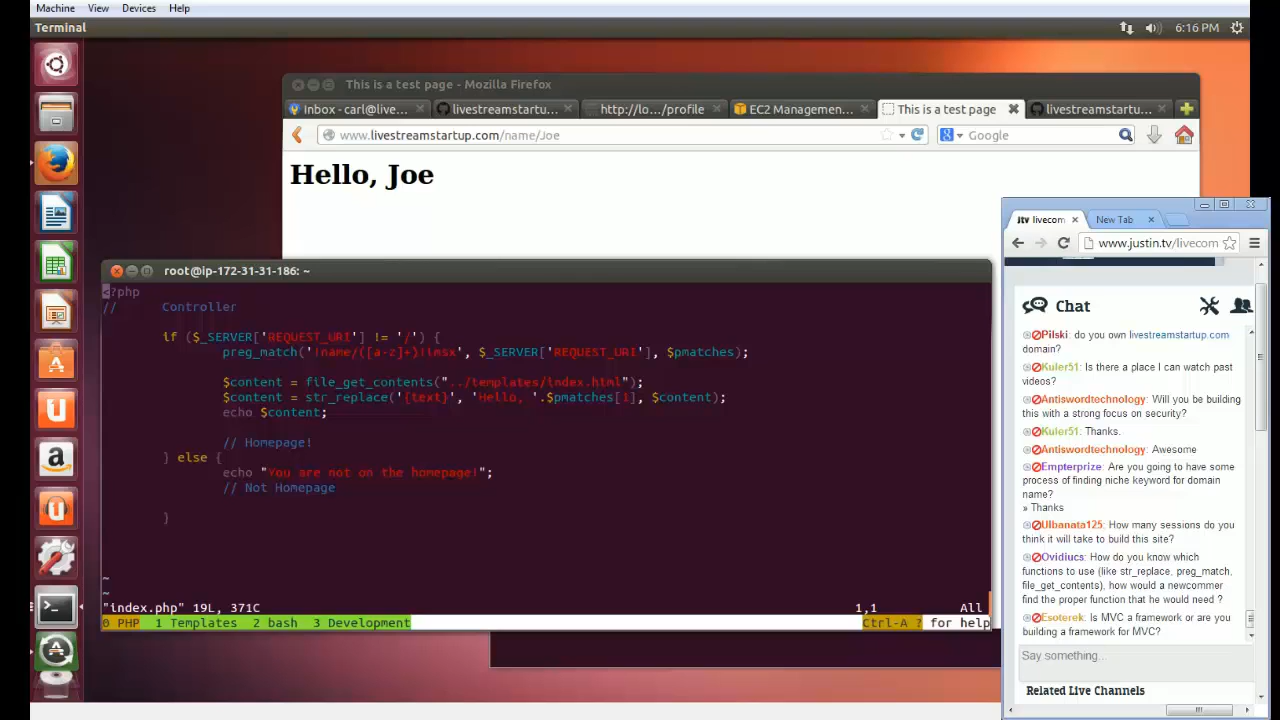 Machine View Devices Help
Terminal
6:16 PM
This is a test page - Mozilla Firefox
Inbox - carl@live... livestreamstartu... http://lo.../profile EC2 Managemen... This is a test page livestreamstartu...
www.livestreamstartup.com/name/Joe
Google
Hello, Joe
root@ip-172-31-31-186: ~
<?php
// Controller
if ($_SERVER['REQUEST_URI'] != '/') {
preg_match('!name/([a-z]+)!imsx', $_SERVER['REQUEST_URI'], $pmatches);
$content = file_get_contents("../templates/index.html");
$content = str_replace('{text}', 'Hello, '.$pmatches[1], $content);
echo $content;
// Homepage!
} else {
echo "You are not on the homepage!";
// Not Homepage
}
~
~
"index.php" 19L, 371C 1,1 All
0 PHP 1 Templates 2 bash 3 Development Ctrl-A ? for help
jtv livecom New Tab
www.justin.tv/livecom
Chat
Pilski: do you own livestreamstartup.com
domain?
Kuler51: Is there a place I can watch past
videos?
Antiswordtechnology: Will you be building
this with a strong focus on security?
Kuler51: Thanks.
Antiswordtechnology: Awesome
Empterprize: Are you going to have some
process of finding niche keyword for domain
name?
» Thanks
Ulbanata125: How many sessions do you
think it will take to build this site?
Ovidiucs: How do you know which
functions to use (like str_replace, preg_match,
file_get_contents), how would a newcommer
find the proper function that he would need ?
Esoterek: Is MVC a framework or are you
building a framework for MVC?
Say something...
Related Live Channels